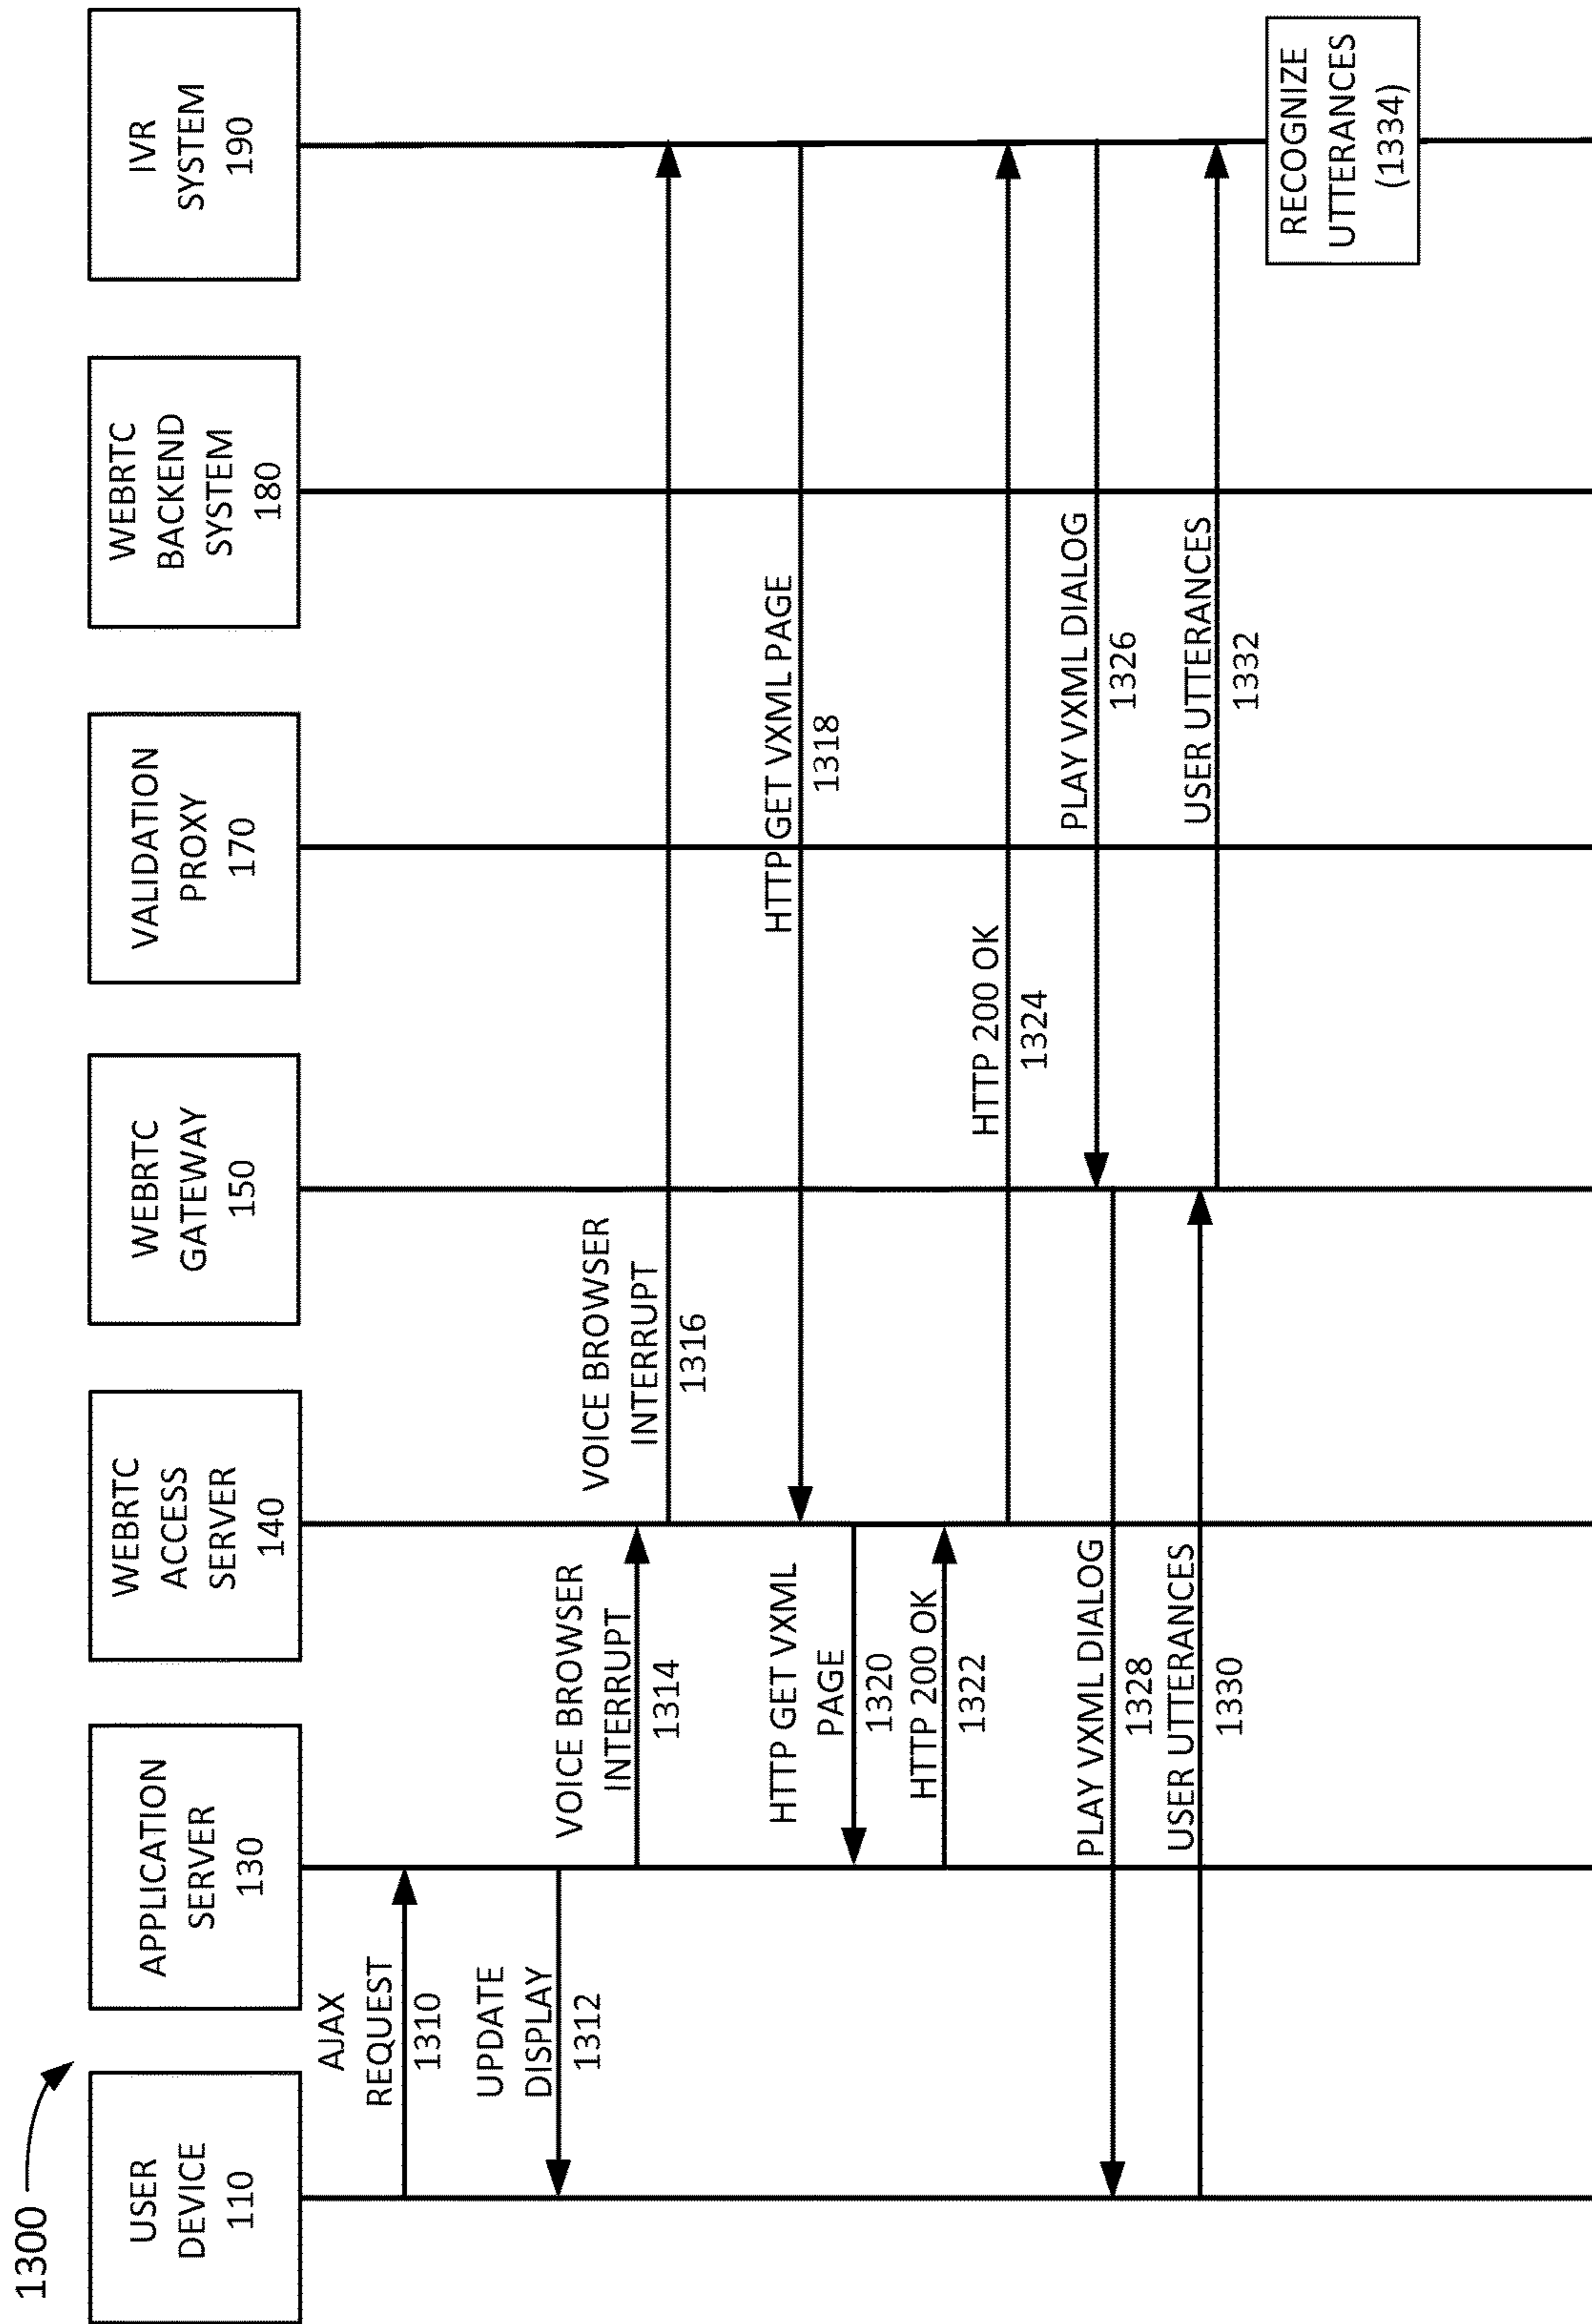 1300
USER
DEVICE
110
APPLICATION
SERVER
130
WEBRTC
ACCESS
SERVER
140
WEBRTC
GATEWAY
150
VALIDATION
PROXY
170
WEBRTC
BACKEND
SYSTEM
180
IVR
SYSTEM
190
AJAX
REQUEST
1310
UPDATE
DISPLAY
1312
VOICE BROWSER
INTERRUPT
1314
VOICE BROWSER
INTERRUPT
1316
HTTP GET VXML PAGE
1318
HTTP GET VXML
PAGE
1320
HTTP 200 OK
1322
HTTP 200 OK
1324
PLAY VXML DIALOG
1326
PLAY VXML DIALOG
1328
USER UTTERANCES
1330
USER UTTERANCES
1332
RECOGNIZE
UTTERANCES
(1334)